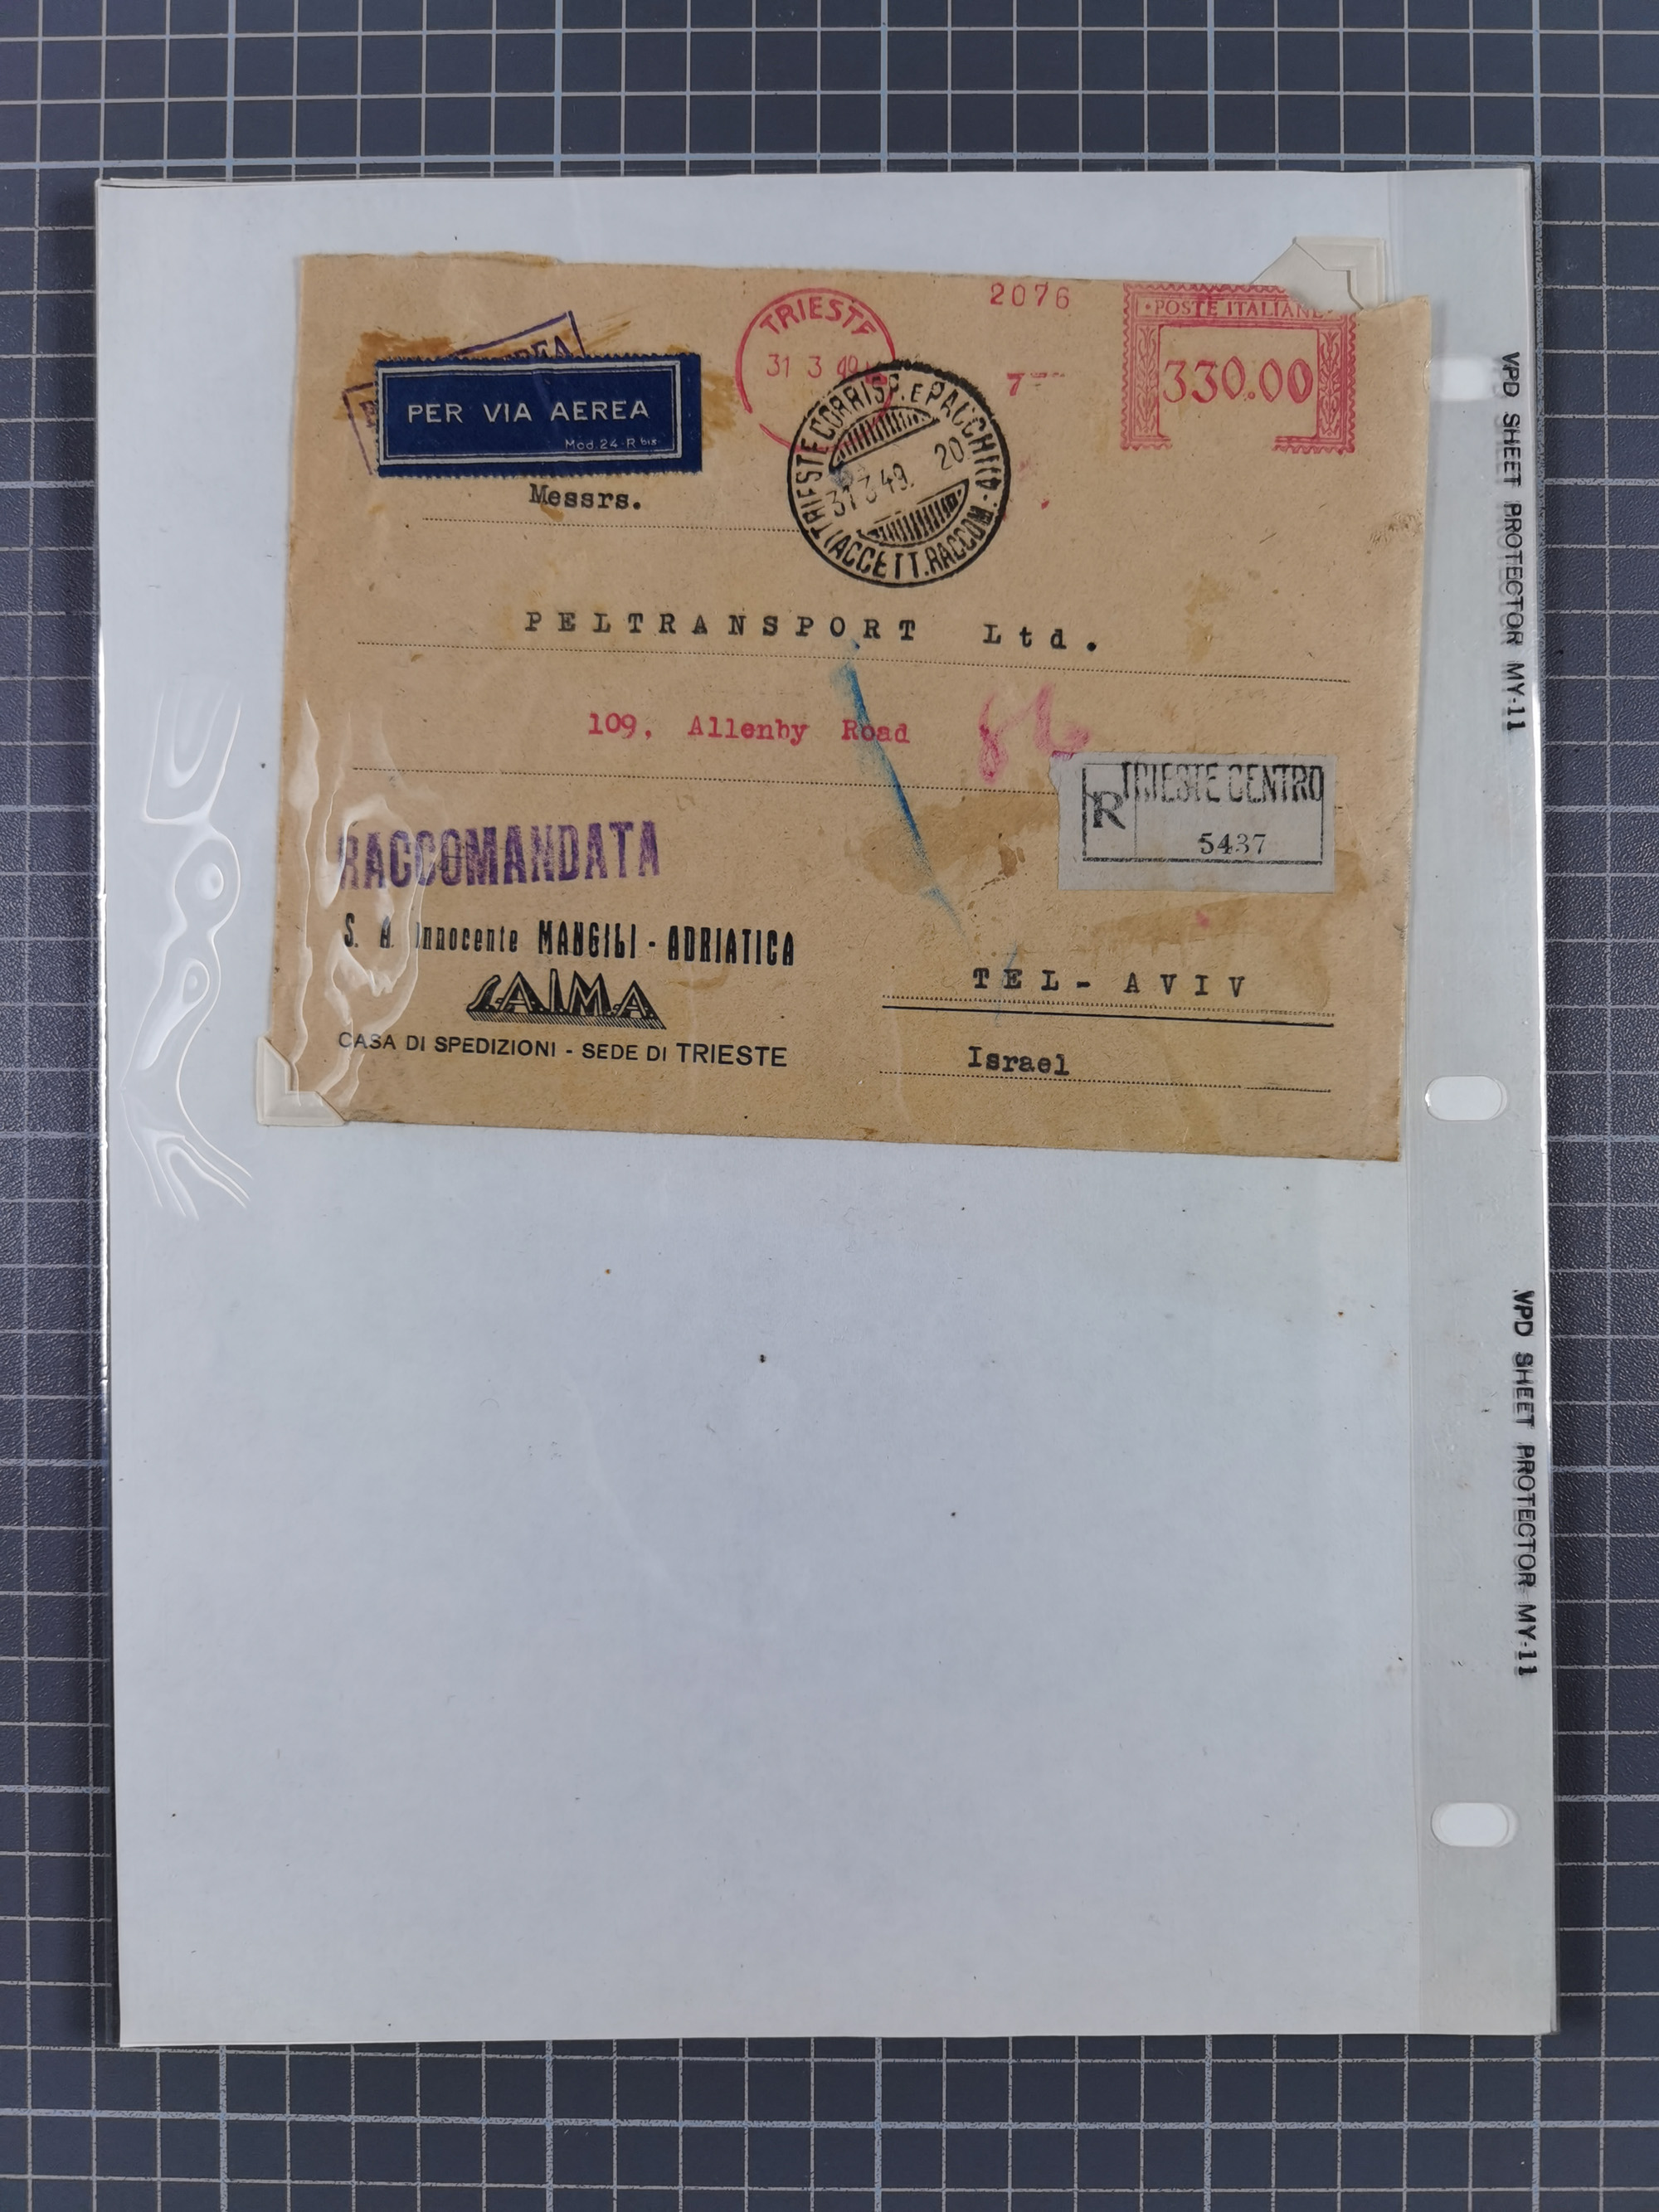 2076
TRIESTE
31 3 49
7
POSTE ITALIANE
330.00
PER VIA AEREA
Mod. 24-R bis
TRIESTE CORRISP. E PACCHI
31 3 49. 20
(ACCETT. RACCOM.
Messrs.
PELTRANSPORT Ltd.
109, Allenby Road
R
TRIESTE CENTRO
5437
RACCOMANDATA
S. A. Innocente MANGILI - ADRIATICA
S.A.I.M.A.
CASA DI SPEDIZIONI - SEDE DI TRIESTE
TEL- AVIV
Israel
VPD SHEET PROTECTOR MY-11
VPD SHEET PROTECTOR MY-11